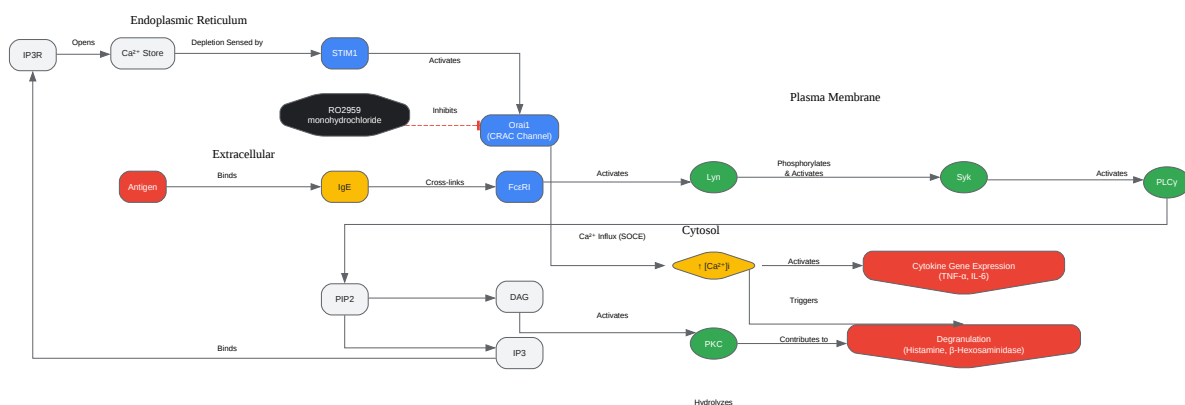 Endoplasmic Reticulum
IP3R
Opens
Ca²⁺ Store
Depletion Sensed by
STIM1
Activates
Plasma Membrane
RO2959
monohydrochloride
Inhibits
Orai1
(CRAC Channel)
Extracellular
Antigen
Binds
IgE
Cross-links
FcεRI
Activates
Lyn
Phosphorylates
& Activates
Syk
Activates
PLCγ
Ca²⁺ Influx (SOCE)
Cytosol
↑ [Ca²⁺]i
Activates
Cytokine Gene Expression
(TNF-α, IL-6)
PIP2
DAG
Activates
Triggers
PKC
Contributes to
Degranulation
(Histamine, β-Hexosaminidase)
Binds
IP3
Hydrolyzes